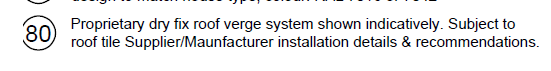 80 Proprietary dry fix roof verge system shown indicatively. Subject to
roof tile Supplier/Maunfacturer installation details & recommendations.